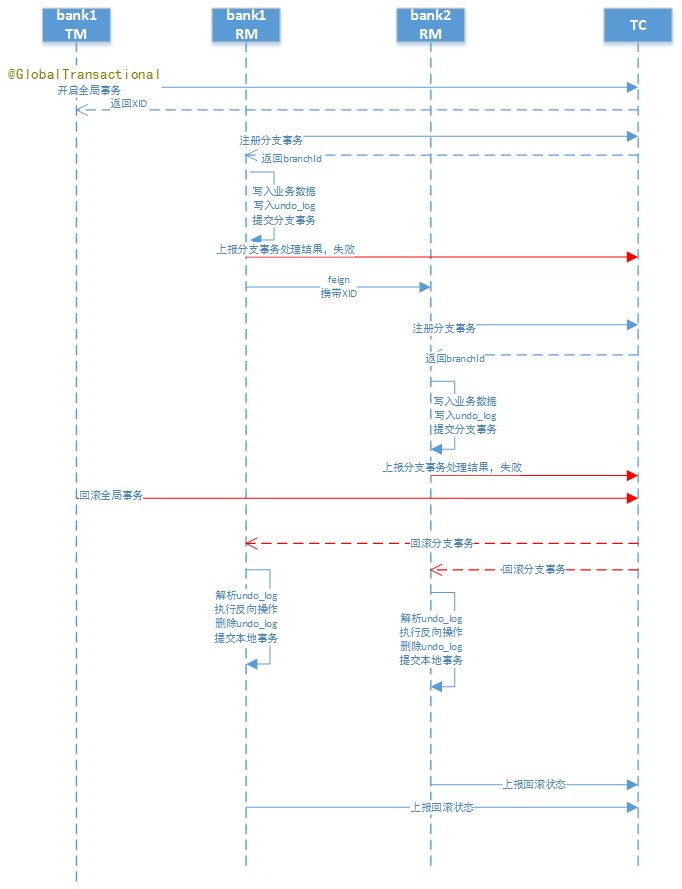 bank1
TM
bank1
RM
bank2
RM
TC
@GlobalTransactional
开启全局事务
返回XID
注册分支事务
返回branchId
写入业务数据
写入undo_log
提交分支事务
上报分支事务处理结果，失败
feign
携带XID
注册分支事务
返回branchId
写入业务数据
写入undo_log
提交分支事务
上报分支事务处理结果，失败
回滚全局事务
回滚分支事务
回滚分支事务
解析undo_log
执行反向操作
删除undo_log
提交本地事务
解析undo_log
执行反向操作
删除undo_log
提交本地事务
上报回滚状态
上报回滚状态